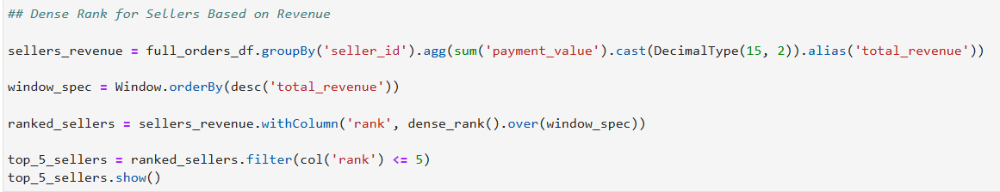 ## Dense Rank for Sellers Based on Revenue
sellers_revenue = full_orders_df.groupBy('seller_id').agg(sum('payment_value').cast(DecimalType(15, 2)).alias('total_revenue'))
window_spec = Window.orderBy(desc('total_revenue'))
ranked_sellers = sellers_revenue.withColumn('rank', dense_rank().over(window_spec))
top_5_sellers = ranked_sellers.filter(col('rank') <= 5)
top_5_sellers.show()